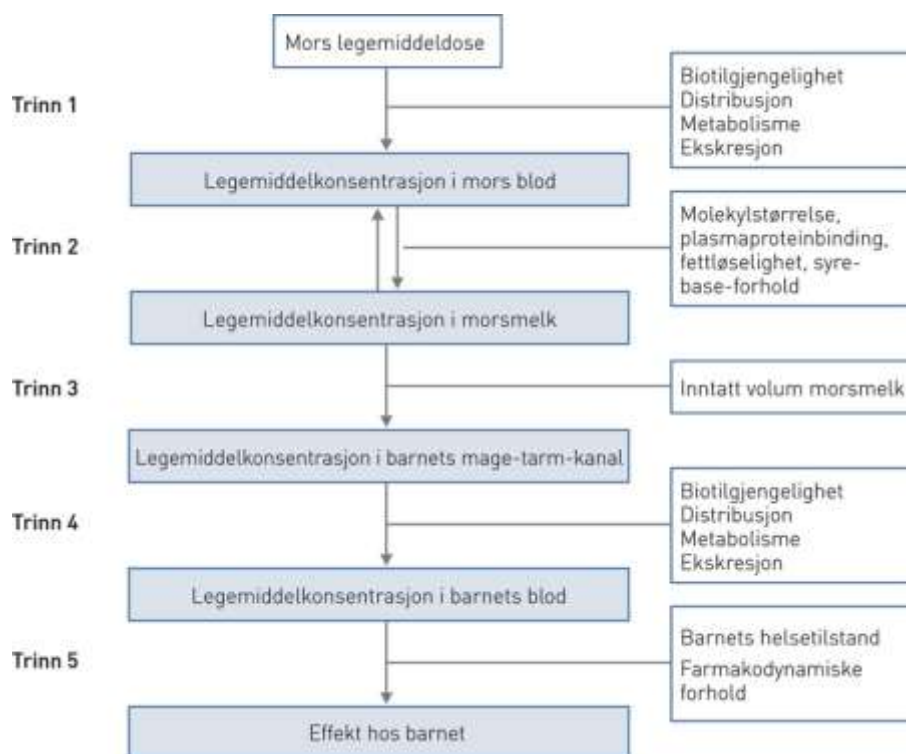 Mors legemiddeldose
Trinn 1
Biotilgjengelighet
Distribusjon
Metabolisme
Ekskresjon
Legemiddelkonsentrasjon i mors blod
Trinn 2
Molekylstørrelse,
plasmaproteinbinding,
fettløselighet, syre-
base-forhold
Legemiddelkonsentrasjon i morsmelk
Trinn 3
Inntatt volum morsmelk
Legemiddelkonsentrasjon i barnets mage-tarm-kanal
Trinn 4
Biotilgjengelighet
Distribusjon
Metabolisme
Ekskresjon
Legemiddelkonsentrasjon i barnets blod
Trinn 5
Barnets helsetilstand
Farmakodynamiske
forhold
Effekt hos barnet